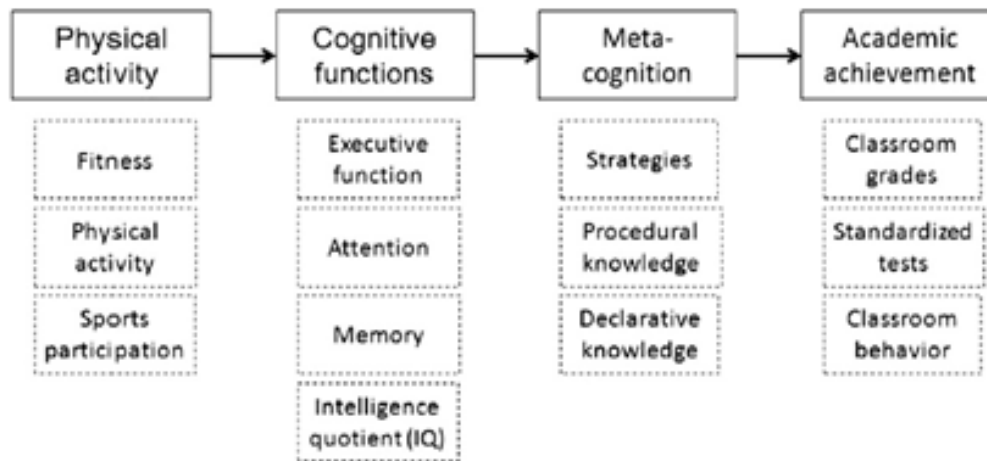 Physical
activity
Cognitive
functions
Meta-
cognition
Academic
achievement
Fitness
Physical
activity
Sports
participation
Executive
function
Attention
Memory
Intelligence
quotient (IQ)
Strategies
Procedural
knowledge
Declarative
knowledge
Classroom
grades
Standardized
tests
Classroom
behavior